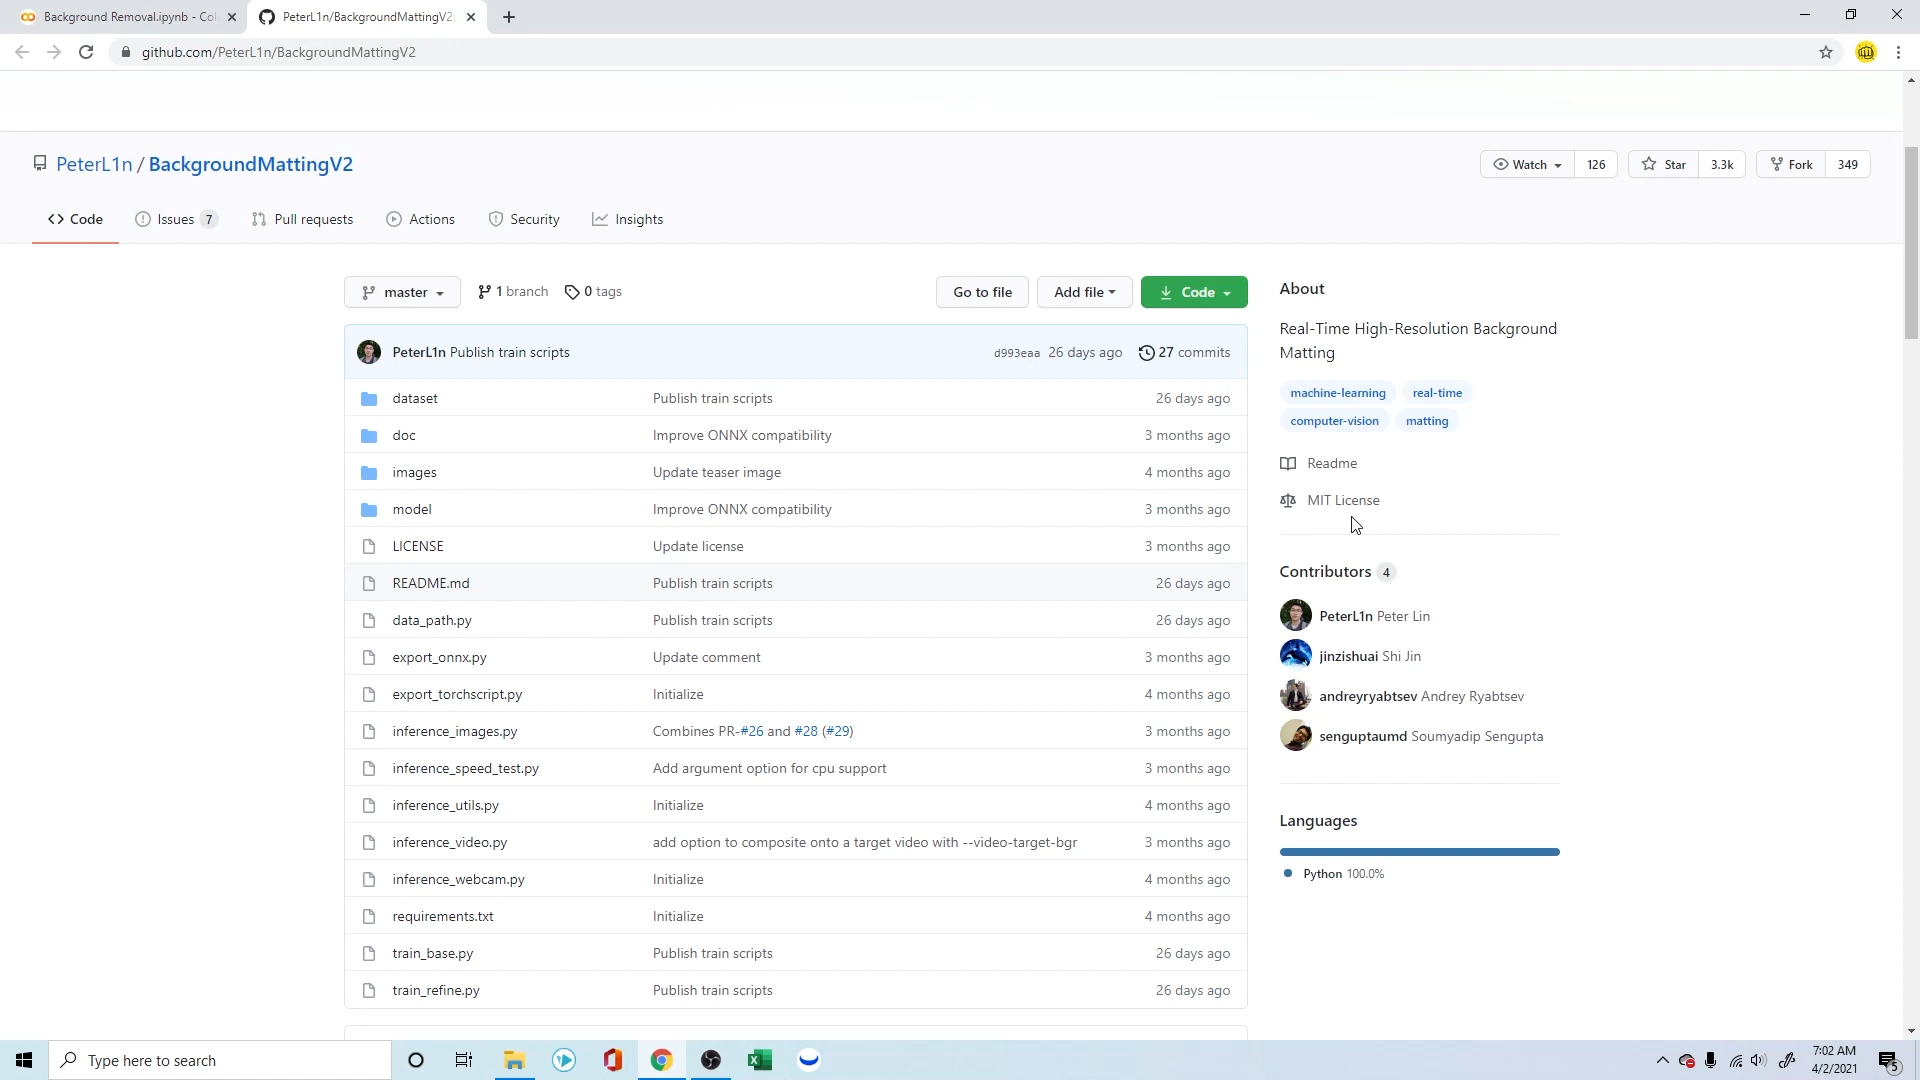 Background Removal.ipynb - Col
PeterL1n/BackgroundMattingV2:
github.com/PeterL1n/BackgroundMattingV2
PeterL1n / BackgroundMattingV2
Watch 126
Star 3.3k
Fork 349
Code
Issues 7
Pull requests
Actions
Security
Insights
master
1 branch
0 tags
Go to file
Add file
Code
PeterL1n Publish train scripts d993eaa 26 days ago 27 commits
dataset Publish train scripts 26 days ago
doc Improve ONNX compatibility 3 months ago
images Update teaser image 4 months ago
model Improve ONNX compatibility 3 months ago
LICENSE Update license 3 months ago
README.md Publish train scripts 26 days ago
data_path.py Publish train scripts 26 days ago
export_onnx.py Update comment 3 months ago
export_torchscript.py Initialize 4 months ago
inference_images.py Combines PR-#26 and #28 (#29) 3 months ago
inference_speed_test.py Add argument option for cpu support 3 months ago
inference_utils.py Initialize 4 months ago
inference_video.py add option to composite onto a target video with --video-target-bgr 3 months ago
inference_webcam.py Initialize 4 months ago
requirements.txt Initialize 4 months ago
train_base.py Publish train scripts 26 days ago
train_refine.py Publish train scripts 26 days ago
About
Real-Time High-Resolution Background
Matting
machine-learning real-time
computer-vision matting
Readme
MIT License
Contributors 4
PeterL1n Peter Lin
jinzishuai Shi Jin
andreyryabtsev Andrey Ryabtsev
senguptaumd Soumyadip Sengupta
Languages
Python 100.0%
Type here to search
7:02 AM
4/2/2021
5